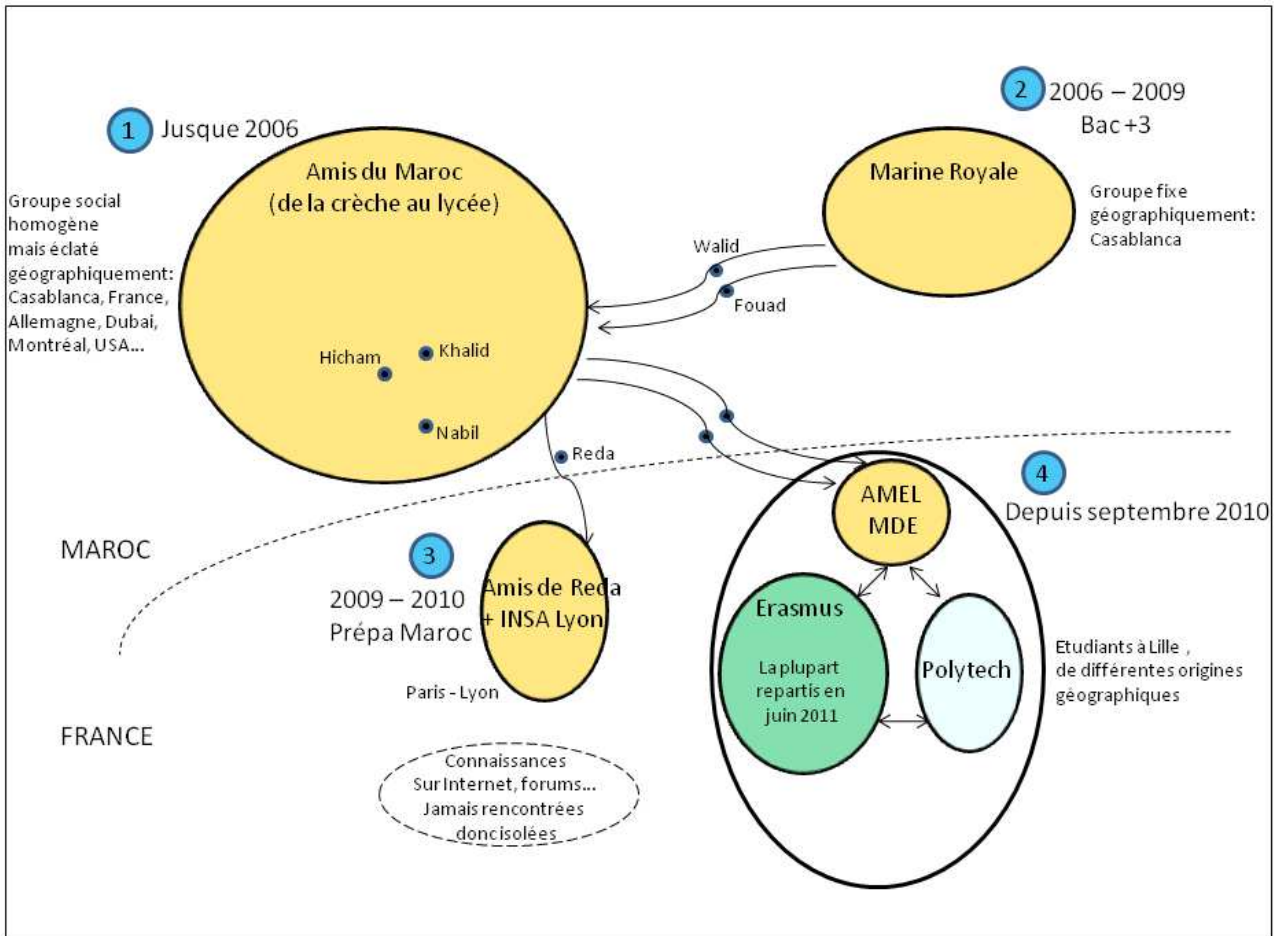 1
Jusque 2006
Amis du Maroc
(de la crèche au lycée)
Groupe social
homogène
mais éclaté
géographiquement:
Casablanca, France,
Allemagne, Dubai,
Montréal, USA...
Hicham
Khalid
Nabil
2
2006 – 2009
Bac +3
Marine Royale
Groupe fixe
géographiquement:
Casablanca
Walid
Fouad
Reda
MAROC
FRANCE
3
2009 – 2010
Prépa Maroc
Amis de Reda
+ INSA Lyon
Paris - Lyon
Connaissances
Sur Internet, forums...
Jamais rencontrées
donc isolées
4
Depuis septembre 2010
AMEL
MDE
Erasmus
La plupart
repartis en
juin 2011
Polytech
Etudiants à Lille ,
de différentes origines
géographiques